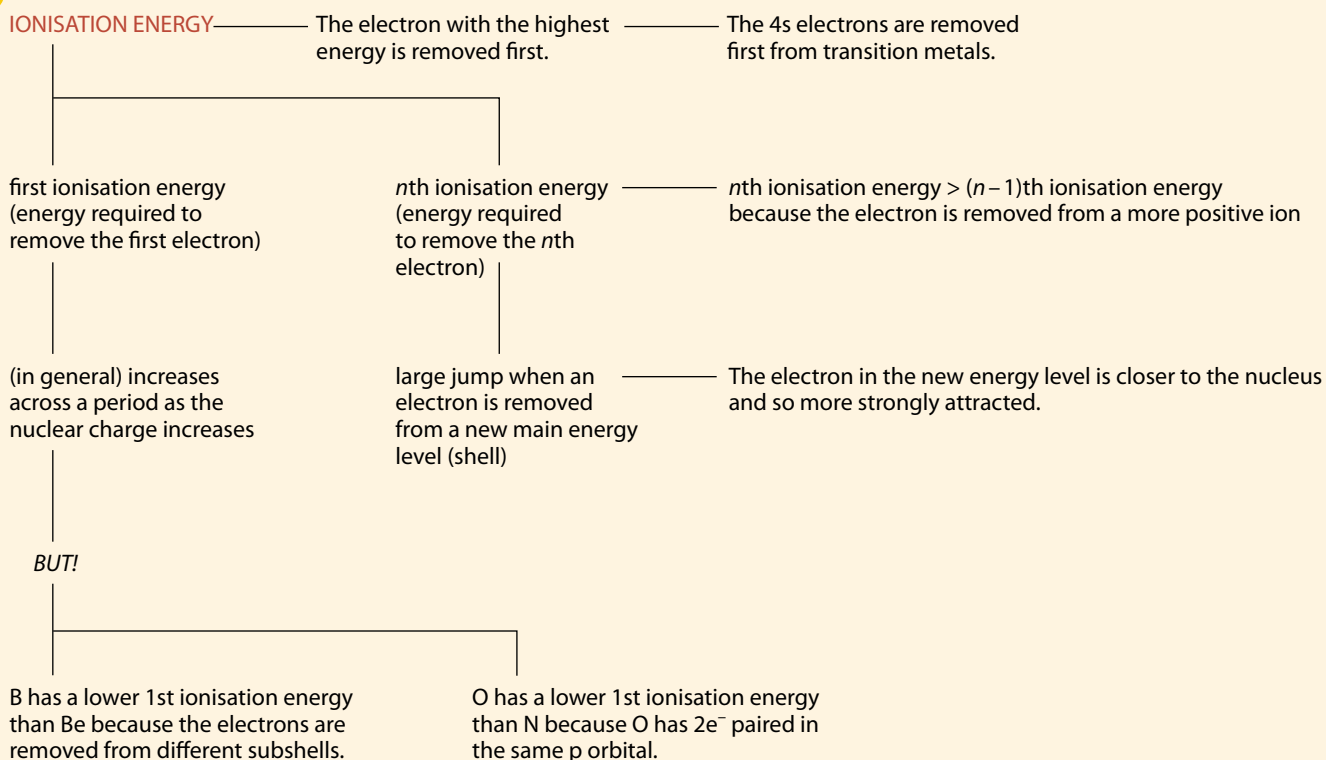 IONISATION ENERGY
The electron with the highest
energy is removed first.
The 4s electrons are removed
first from transition metals.
first ionisation energy
(energy required to
remove the first electron)
nth ionisation energy
(energy required
to remove the nth
electron)
nth ionisation energy > (n – 1)th ionisation energy
because the electron is removed from a more positive ion
(in general) increases
across a period as the
nuclear charge increases
large jump when an
electron is removed
from a new main energy
level (shell)
The electron in the new energy level is closer to the nucleus
and so more strongly attracted.
BUT!
B has a lower 1st ionisation energy
than Be because the electrons are
removed from different subshells.
O has a lower 1st ionisation energy
than N because O has 2e⁻ paired in
the same p orbital.